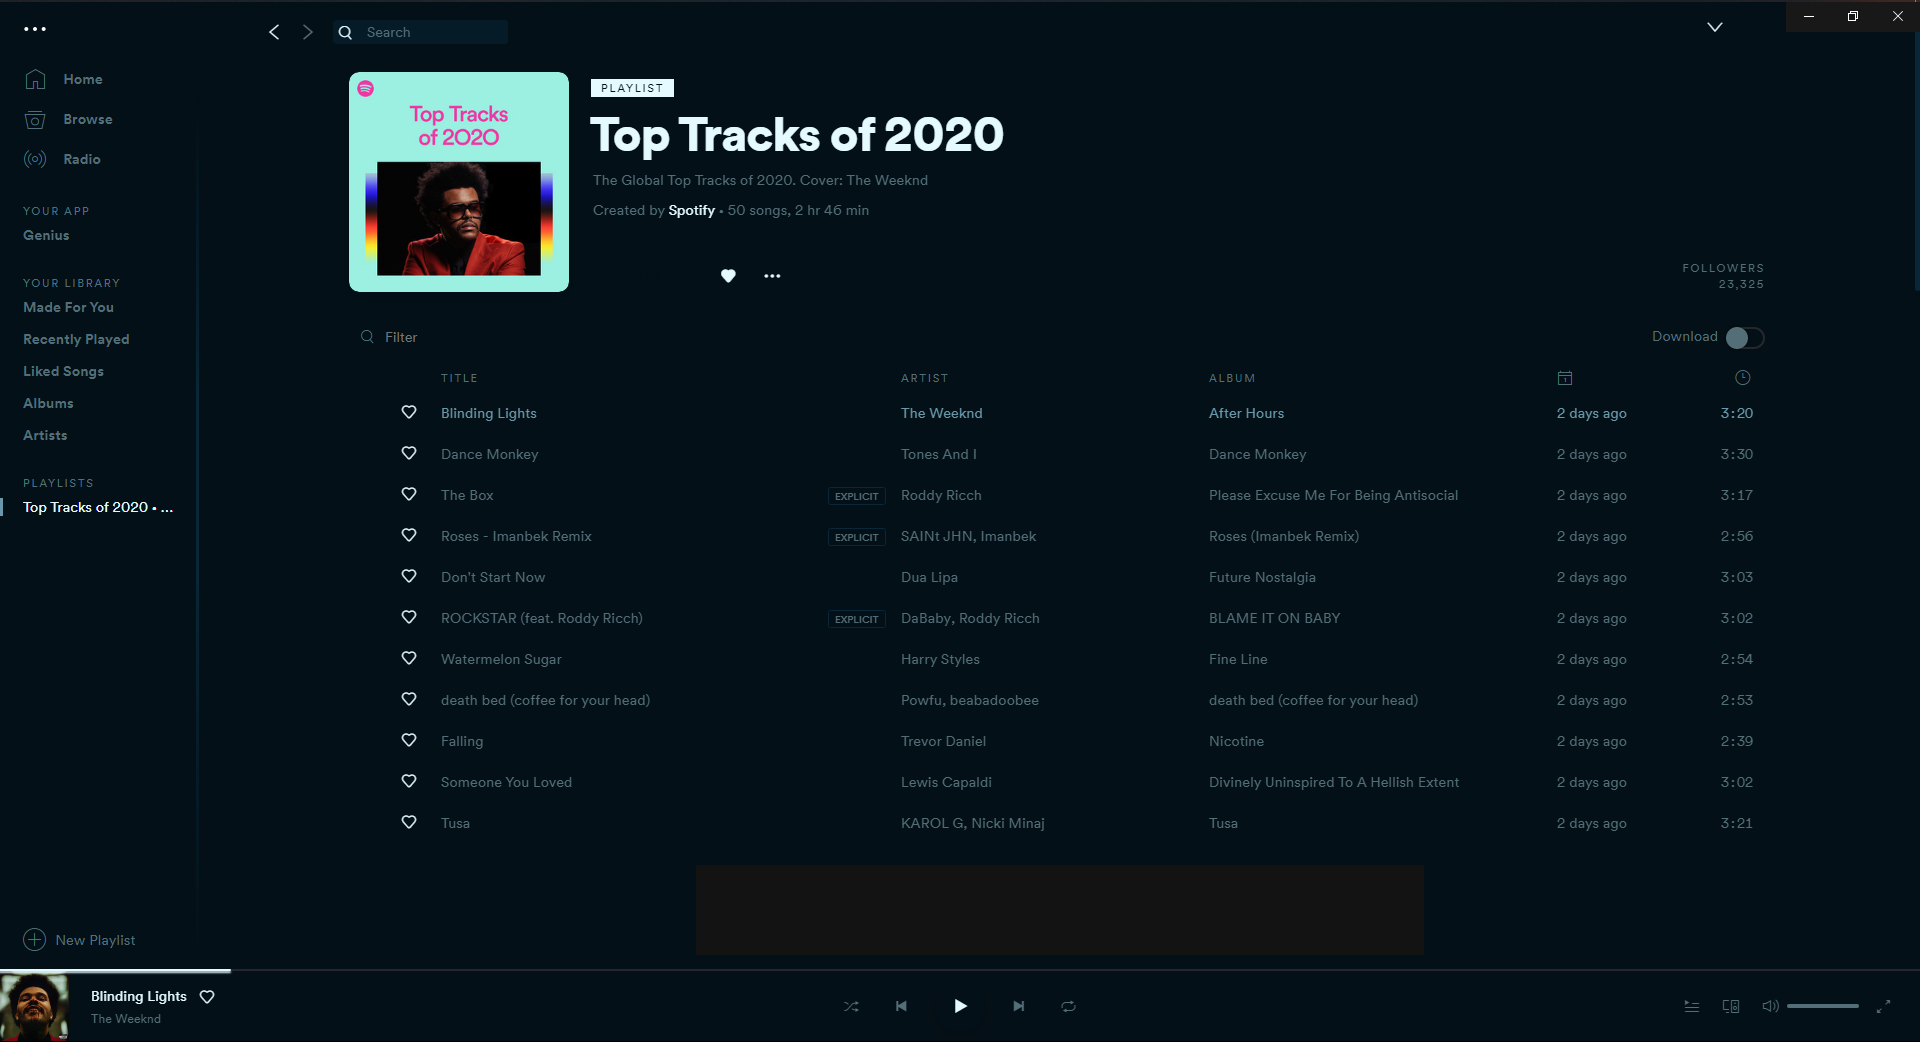 Search
Home
Browse
Radio
YOUR APP
Genius
YOUR LIBRARY
Made For You
Recently Played
Liked Songs
Albums
Artists
PLAYLISTS
Top Tracks of 2020 • ...
New Playlist
Top Tracks
of 2020
PLAYLIST
Top Tracks of 2020
The Global Top Tracks of 2020. Cover: The Weeknd
Created by Spotify • 50 songs, 2 hr 46 min
FOLLOWERS
23,325
Filter
Download
TITLE ARTIST ALBUM
Blinding Lights The Weeknd After Hours 2 days ago 3:20
Dance Monkey Tones And I Dance Monkey 2 days ago 3:30
The Box EXPLICIT Roddy Ricch Please Excuse Me For Being Antisocial 2 days ago 3:17
Roses - Imanbek Remix EXPLICIT SAINt JHN, Imanbek Roses (Imanbek Remix) 2 days ago 2:56
Don't Start Now Dua Lipa Future Nostalgia 2 days ago 3:03
ROCKSTAR (feat. Roddy Ricch) EXPLICIT DaBaby, Roddy Ricch BLAME IT ON BABY 2 days ago 3:02
Watermelon Sugar Harry Styles Fine Line 2 days ago 2:54
death bed (coffee for your head) Powfu, beabadoobee death bed (coffee for your head) 2 days ago 2:53
Falling Trevor Daniel Nicotine 2 days ago 2:39
Someone You Loved Lewis Capaldi Divinely Uninspired To A Hellish Extent 2 days ago 3:02
Tusa KAROL G, Nicki Minaj Tusa 2 days ago 3:21
Blinding Lights
The Weeknd